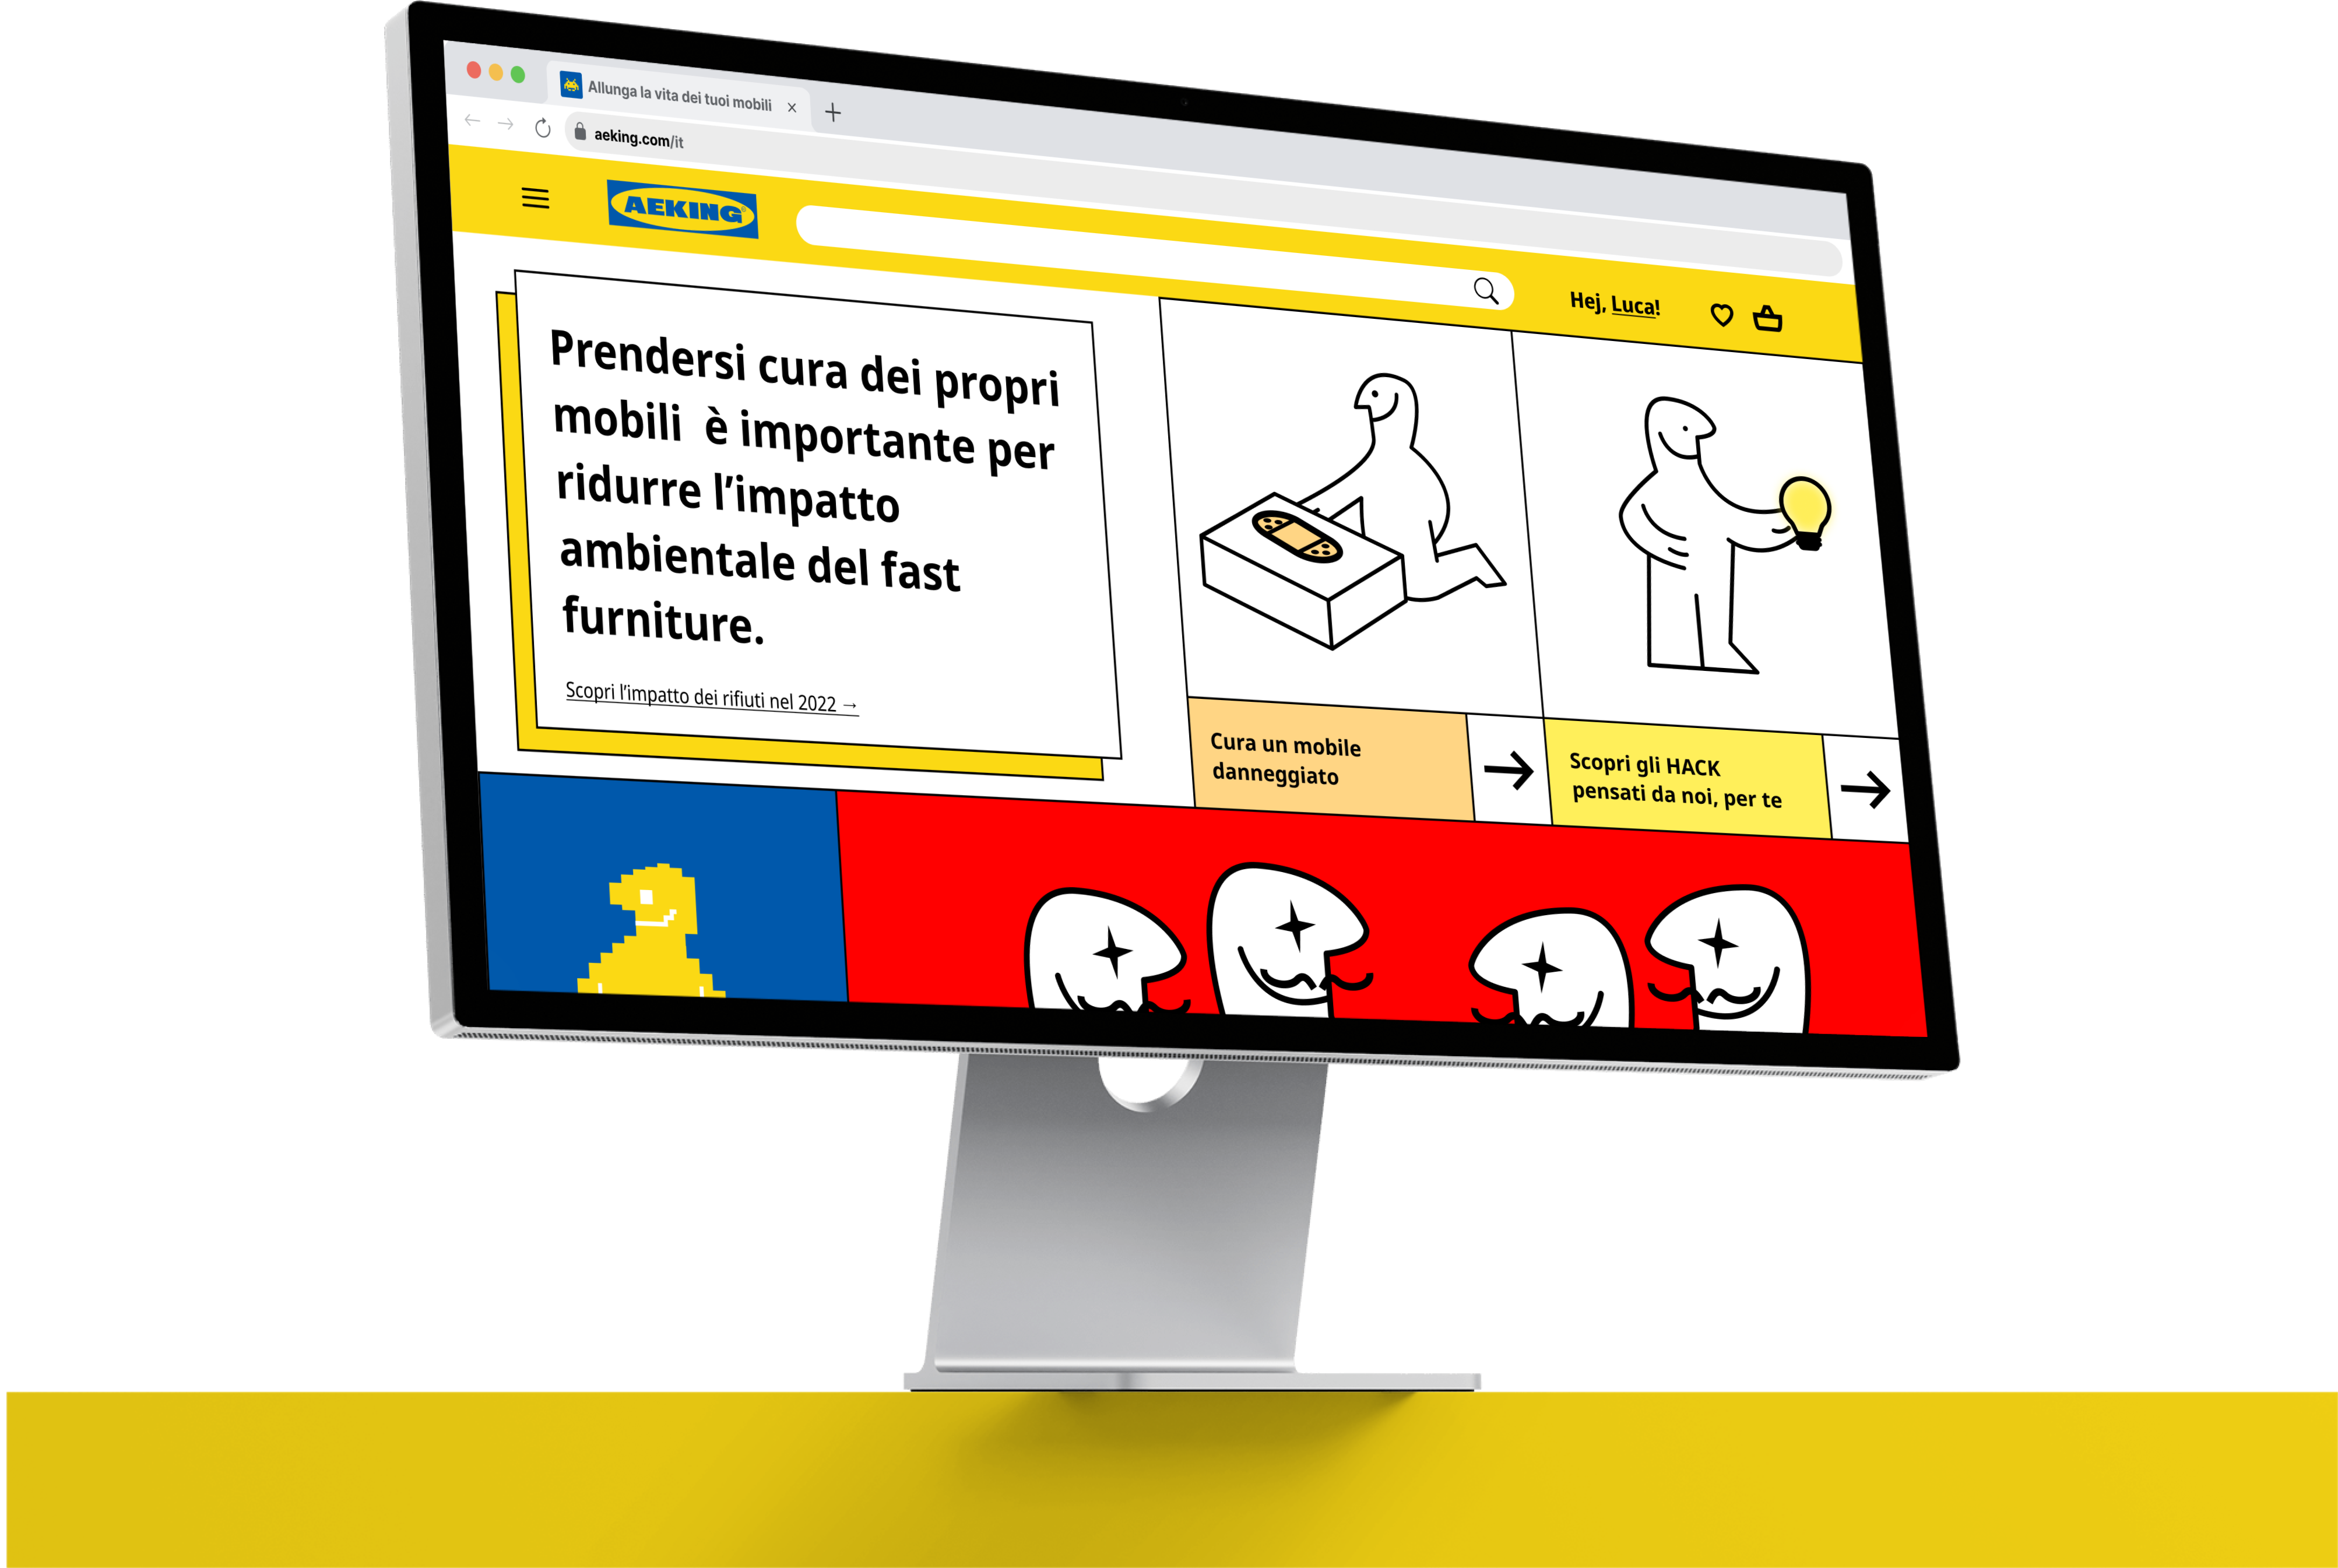 Allunga la vita dei tuoi mobili
aeking.com/it
AEKING
Hej, Luca!
Prendersi cura dei propri
mobili  è importante per
ridurre l’impatto
ambientale del fast
furniture.
Scopri l’impatto dei rifiuti nel 2022 →
Cura un mobile
danneggiato
Scopri gli HACK
pensati da noi, per te